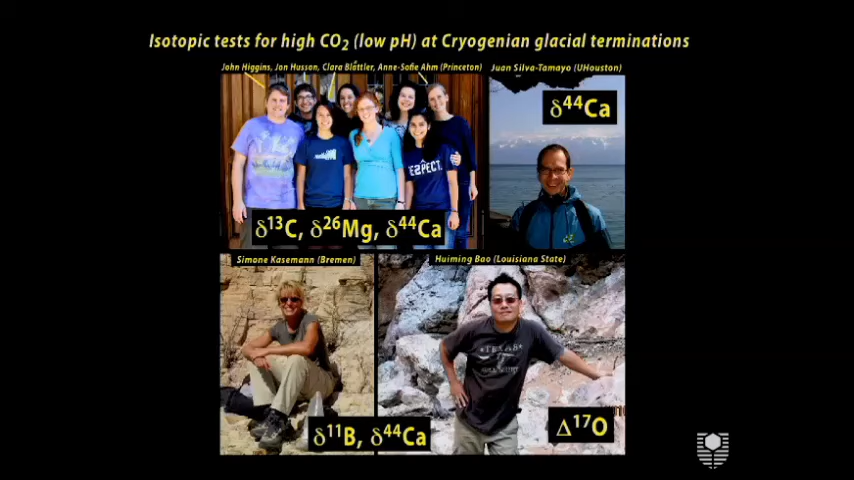 Isotopic tests for high CO₂ (low pH) at Cryogenian glacial terminations
John Higgins, Jon Husson, Clara Blättler, Anne-Sofie Ahm (Princeton)
Juan Silva-Tamayo (UHouston)
δ⁴⁴Ca
RE2PECT
δ¹³C, δ²⁶Mg, δ⁴⁴Ca
Simone Kasemann (Bremen)
Huiming Bao (Louisiana State)
TEXAS
δ¹¹B, δ⁴⁴Ca
Δ¹⁷O